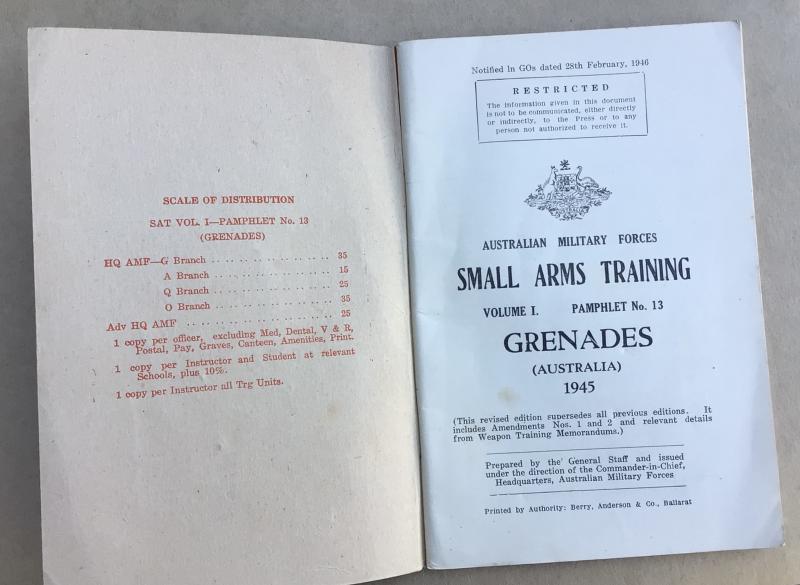 SCALE OF DISTRIBUTION
SAT VOL. I—PAMPHLET No. 13
(GRENADES)
HQ AMF—G Branch .. .. .. .. .. .. .. .. 35
A Branch .. .. .. .. .. .. .. .. 15
Q Branch .. .. .. .. .. .. .. .. 25
O Branch .. .. .. .. .. .. .. .. 35
Adv HQ AMF .. .. .. .. .. .. .. .. 25
1 copy per officer, excluding Med, Dental, V & R,
Postal, Pay, Graves, Canteen, Amenities, Print.
1 copy per Instructor and Student at relevant
Schools, plus 10%.
1 copy per Instructor all Trg Units.
Notified in GOs dated 28th February, 1946
RESTRICTED
The information given in this document
is not to be communicated, either directly
or indirectly, to the Press or to any
person not authorized to receive it.
AUSTRALIAN MILITARY FORCES
SMALL ARMS TRAINING
VOLUME I. PAMPHLET No. 13
GRENADES
(AUSTRALIA)
1945
(This revised edition supersedes all previous editions. It
includes Amendments Nos. 1 and 2 and relevant details
from Weapon Training Memorandums.)
Prepared by the General Staff and issued
under the direction of the Commander-in-Chief,
Headquarters, Australian Military Forces
Printed by Authority: Berry, Anderson & Co., Ballarat